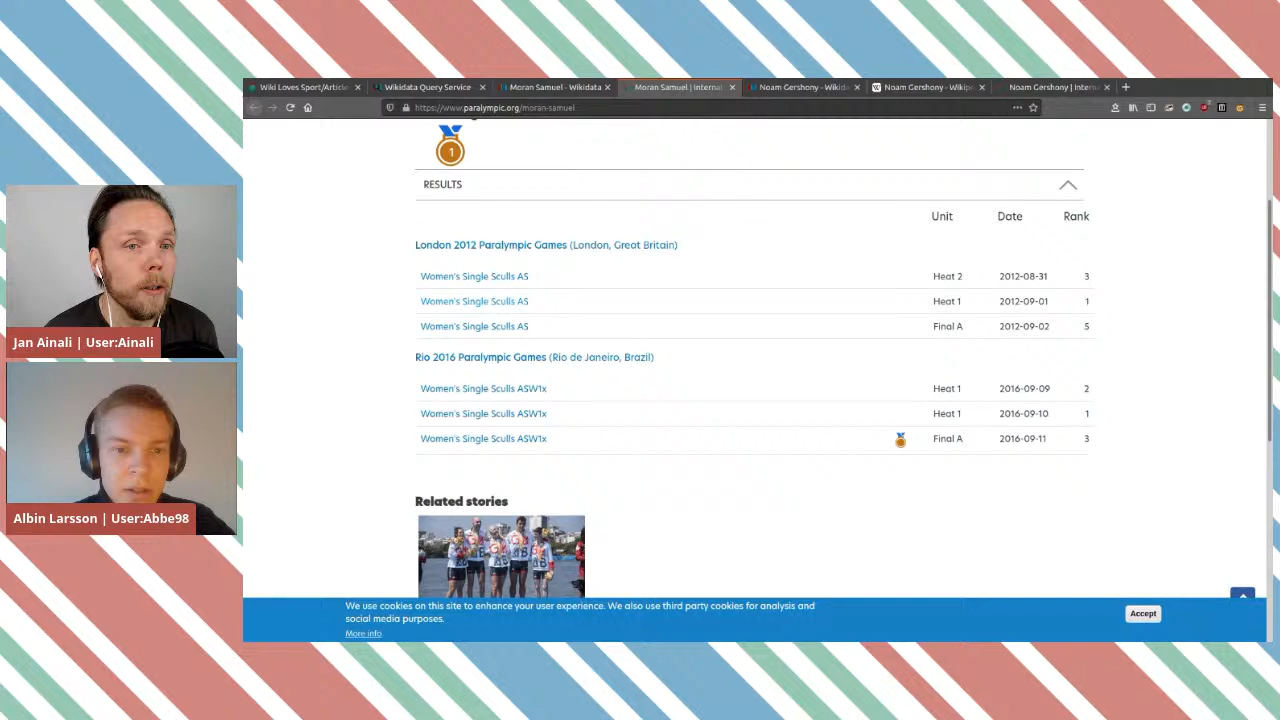 Wiki Loves Sport/Article
Wikidata Query Service
Moran Samuel - Wikidata
Moran Samuel | Internat
Noam Gershony - Wikida
Noam Gershony - Wikipe
Noam Gershony | Intern
https://www.paralympic.org/moran-samuel
1
RESULTS
Unit Date Rank
London 2012 Paralympic Games (London, Great Britain)
Women's Single Sculls AS Heat 2 2012-08-31 3
Women's Single Sculls AS Heat 1 2012-09-01 1
Women's Single Sculls AS Final A 2012-09-02 5
Rio 2016 Paralympic Games (Rio de Janeiro, Brazil)
Women's Single Sculls ASW1x Heat 1 2016-09-09 2
Women's Single Sculls ASW1x Heat 1 2016-09-10 1
Women's Single Sculls ASW1x Final A 2016-09-11 3
Related stories
We use cookies on this site to enhance your user experience. We also use third party cookies for analysis and
social media purposes.
More info
Accept
Jan Ainali | User:Ainali
Albin Larsson | User:Abbe98